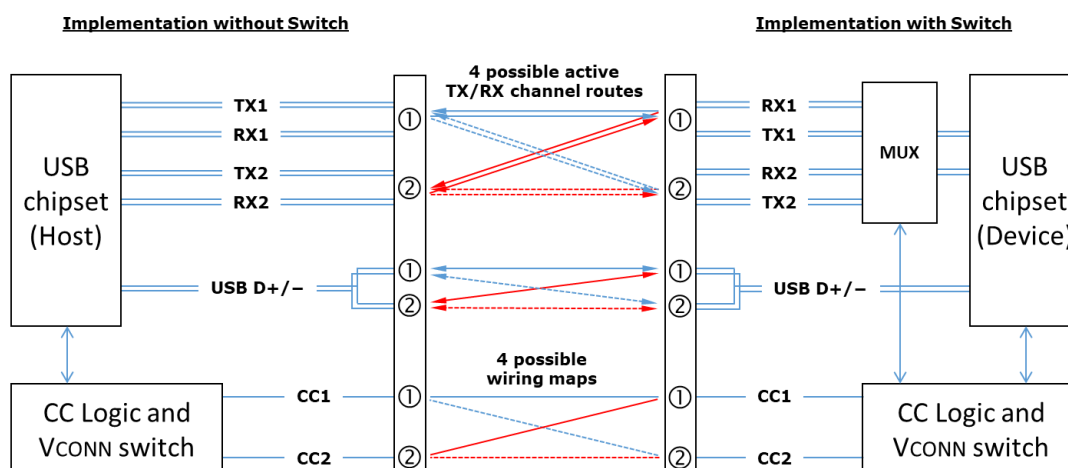 Implementation without Switch
Implementation with Switch
4 possible active
TX/RX channel routes
USB
chipset
(Host)
TX1
RX1
TX2
RX2
①
②
①
②
RX1
TX1
RX2
TX2
MUX
USB
chipset
(Device)
USB D+/−
①
②
①
②
USB D+/−
4 possible
wiring maps
CC Logic and
VCONN switch
CC1
CC2
①
②
①
②
CC1
CC2
CC Logic and
VCONN switch